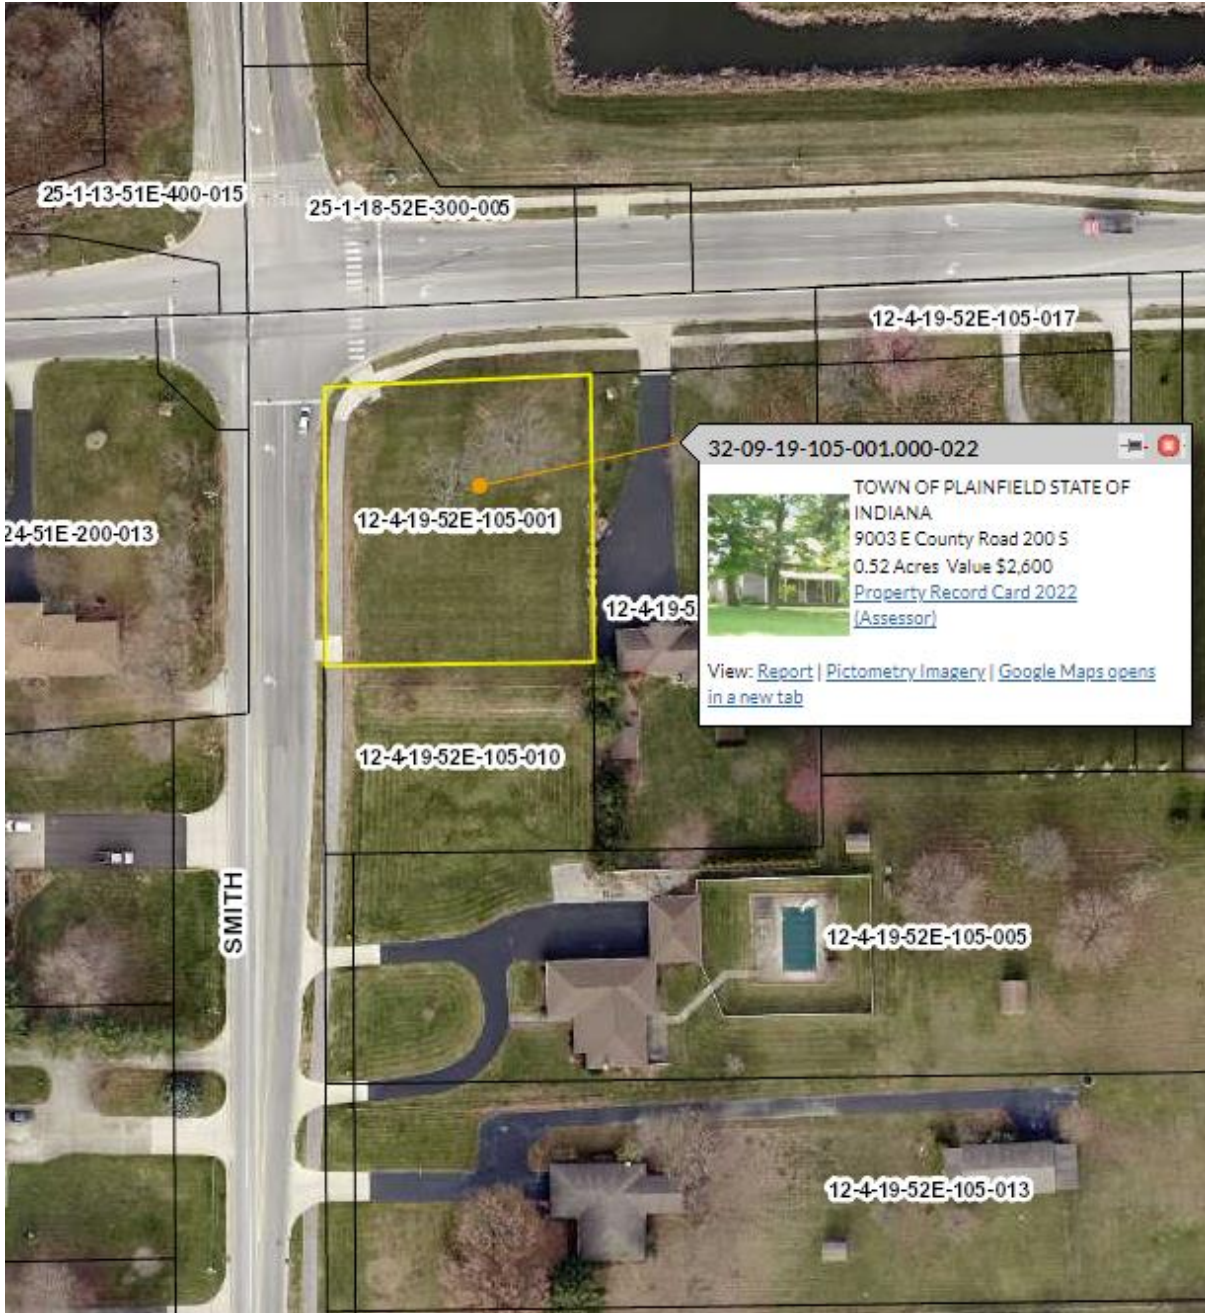 25-1-13-51E-400-015
25-1-18-52E-300-005
12-4-19-52E-105-017
32-09-19-105-001.000-022
TOWN OF PLAINFIELD STATE OF
INDIANA
9003 E County Road 200 S
0.52 Acres Value $2,600
Property Record Card 2022
(Assessor)
View: Report | Pictometry Imagery | Google Maps opens
in a new tab
12-4-19-52E-105-001
24-51E-200-013
12-4-19-5
12-4-19-52E-105-010
SMITH
12-4-19-52E-105-005
12-4-19-52E-105-013